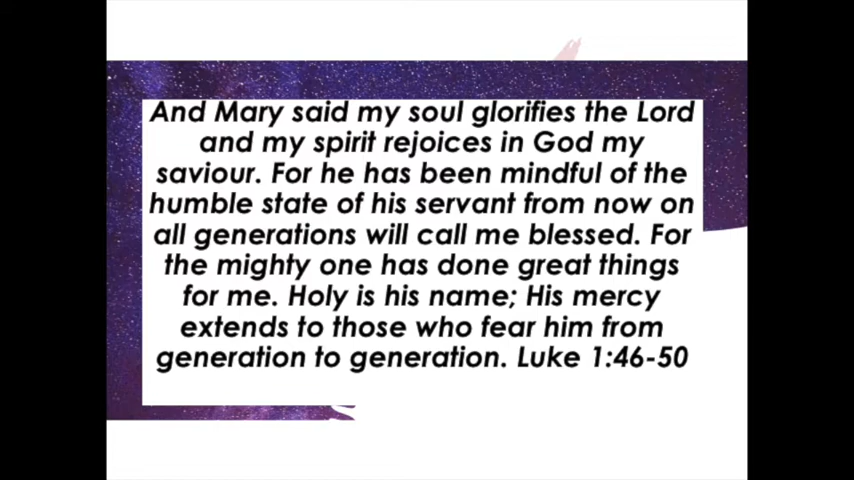 And Mary said my soul glorifies the Lord
and my spirit rejoices in God my
saviour. For he has been mindful of the
humble state of his servant from now on
all generations will call me blessed. For
the mighty one has done great things
for me. Holy is his name; His mercy
extends to those who fear him from
generation to generation. Luke 1:46-50